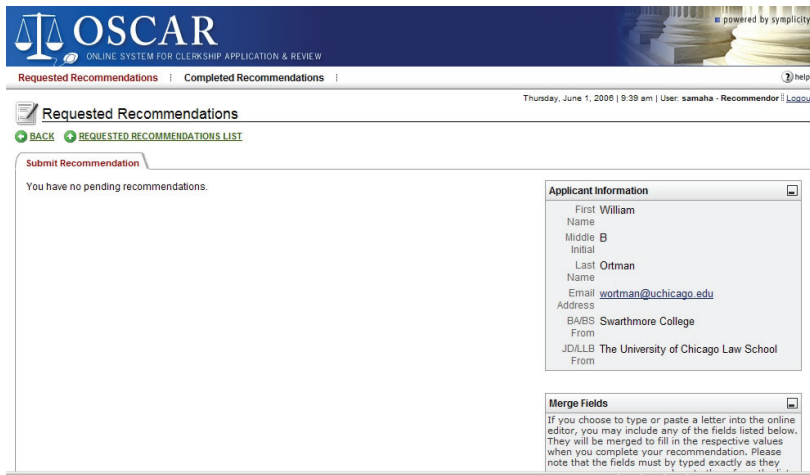 OSCAR
powered by symplicity
ONLINE SYSTEM FOR CLERKSHIP APPLICATION & REVIEW
Requested Recommendations Completed Recommendations help
Thursday, June 1, 2006 | 9:39 am | User: samaha - Recommendor Logou
Requested Recommendations
BACK REQUESTED RECOMMENDATIONS LIST
Submit Recommendation
You have no pending recommendations.
Applicant Information
First Name William
Middle Initial B
Last Name Ortman
Email Address wortman@uchicago.edu
BA/BS From Swarthmore College
JD/LLB From The University of Chicago Law School
Merge Fields
If you choose to type or paste a letter into the online
editor, you may include any of the fields listed below.
They will be merged to fill in the respective values
when you complete your recommendation. Please
note that the fields must by typed exactly as they